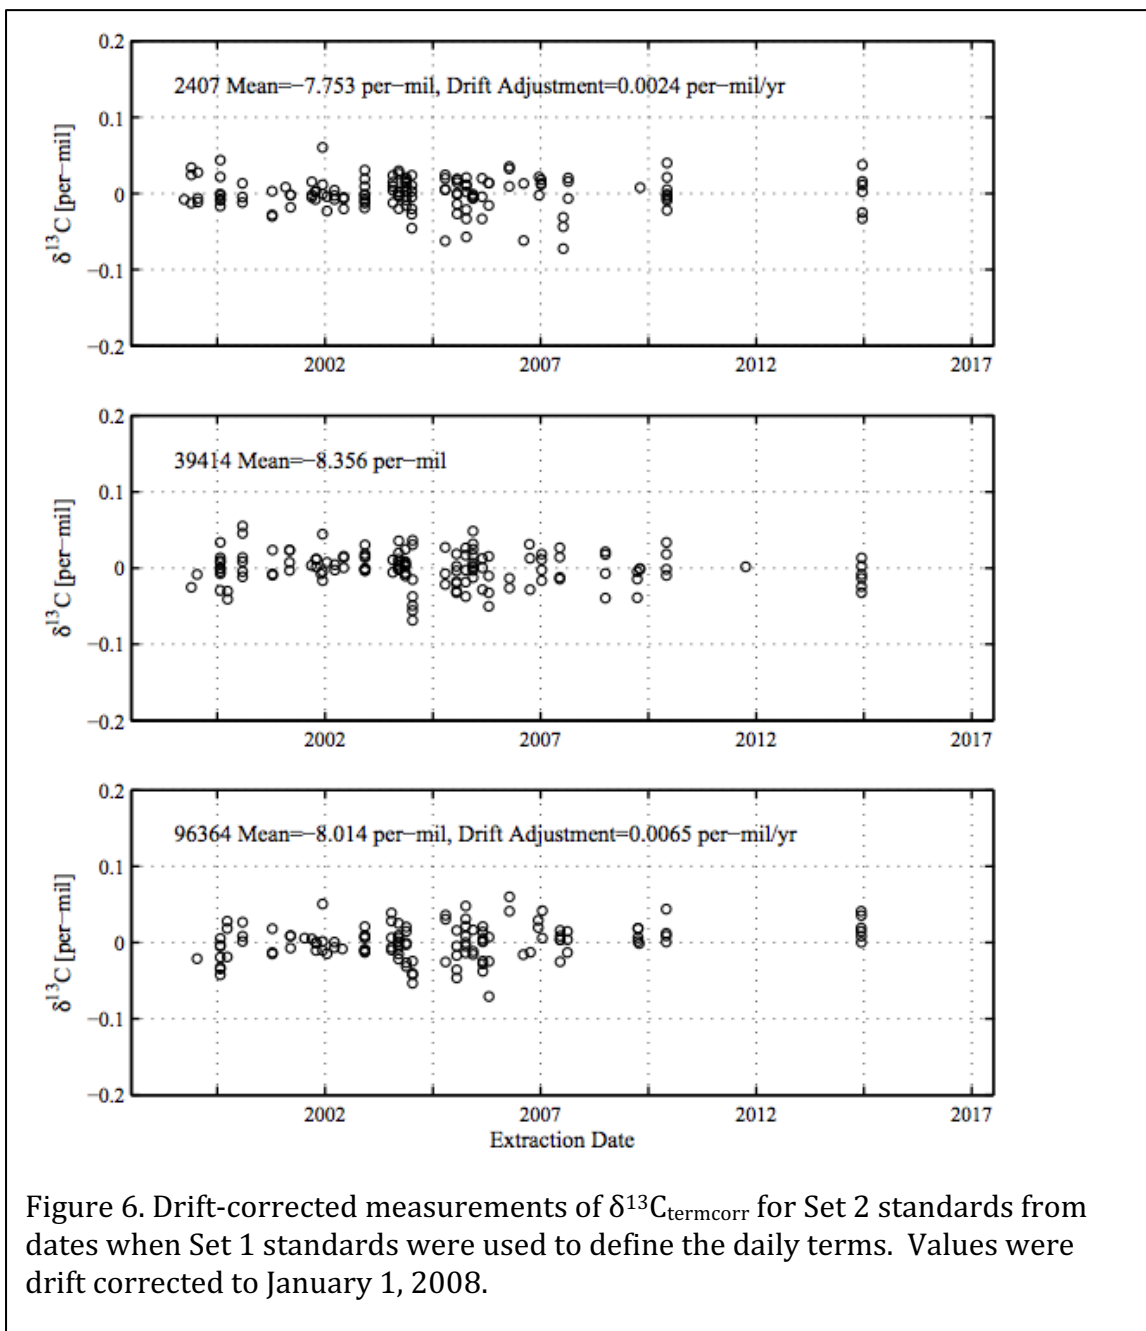 0.2
2407 Mean=−7.753 per−mil, Drift Adjustment=0.0024 per−mil/yr
0.1
0
−0.1
−0.2
δ¹³C [per−mil]
2002 2007 2012 2017
0.2
39414 Mean=−8.356 per−mil
0.1
0
−0.1
−0.2
δ¹³C [per−mil]
2002 2007 2012 2017
0.2
96364 Mean=−8.014 per−mil, Drift Adjustment=0.0065 per−mil/yr
0.1
0
−0.1
−0.2
δ¹³C [per−mil]
2002 2007 2012 2017
Extraction Date
Figure 6. Drift-corrected measurements of δ¹³Ctermcorr for Set 2 standards from
dates when Set 1 standards were used to define the daily terms.  Values were
drift corrected to January 1, 2008.